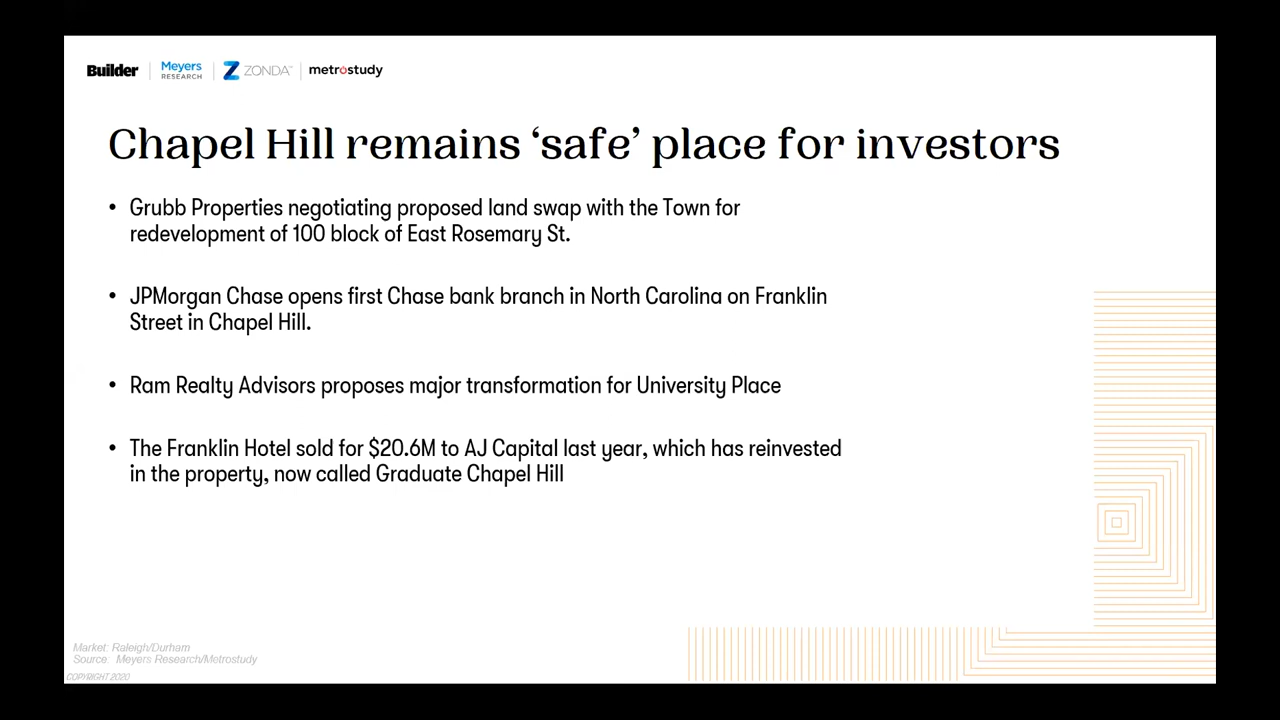 Builder
Meyers
RESEARCH
ZONDA™
metrostudy
Chapel Hill remains ‘safe’ place for investors
• Grubb Properties negotiating proposed land swap with the Town for
redevelopment of 100 block of East Rosemary St.
• JPMorgan Chase opens first Chase bank branch in North Carolina on Franklin
Street in Chapel Hill.
• Ram Realty Advisors proposes major transformation for University Place
• The Franklin Hotel sold for $20.6M to AJ Capital last year, which has reinvested
in the property, now called Graduate Chapel Hill
Market: Raleigh/Durham
Source: Meyers Research/Metrostudy
COPYRIGHT 2020